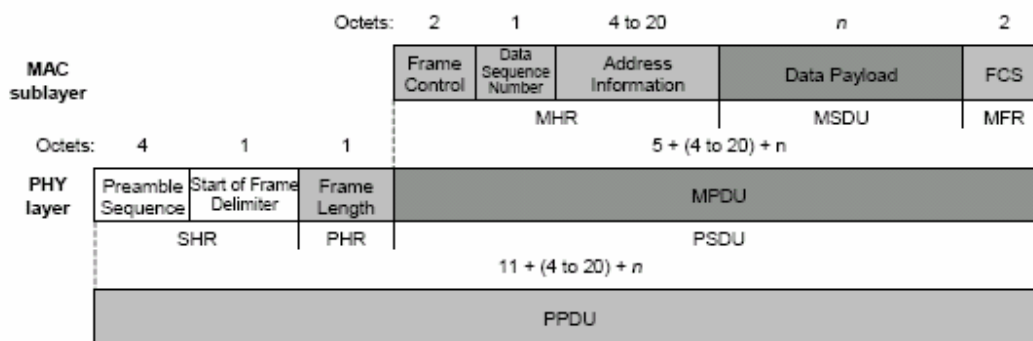 Octets: 2 1 4 to 20 n 2
MAC sublayer
Frame Control
Data Sequence Number
Address Information
Data Payload
FCS
MHR MSDU MFR
Octets: 4 1 1 5 + (4 to 20) + n
PHY layer
Preamble Sequence
Start of Frame Delimiter
Frame Length
MPDU
SHR PHR PSDU
11 + (4 to 20) + n
PPDU